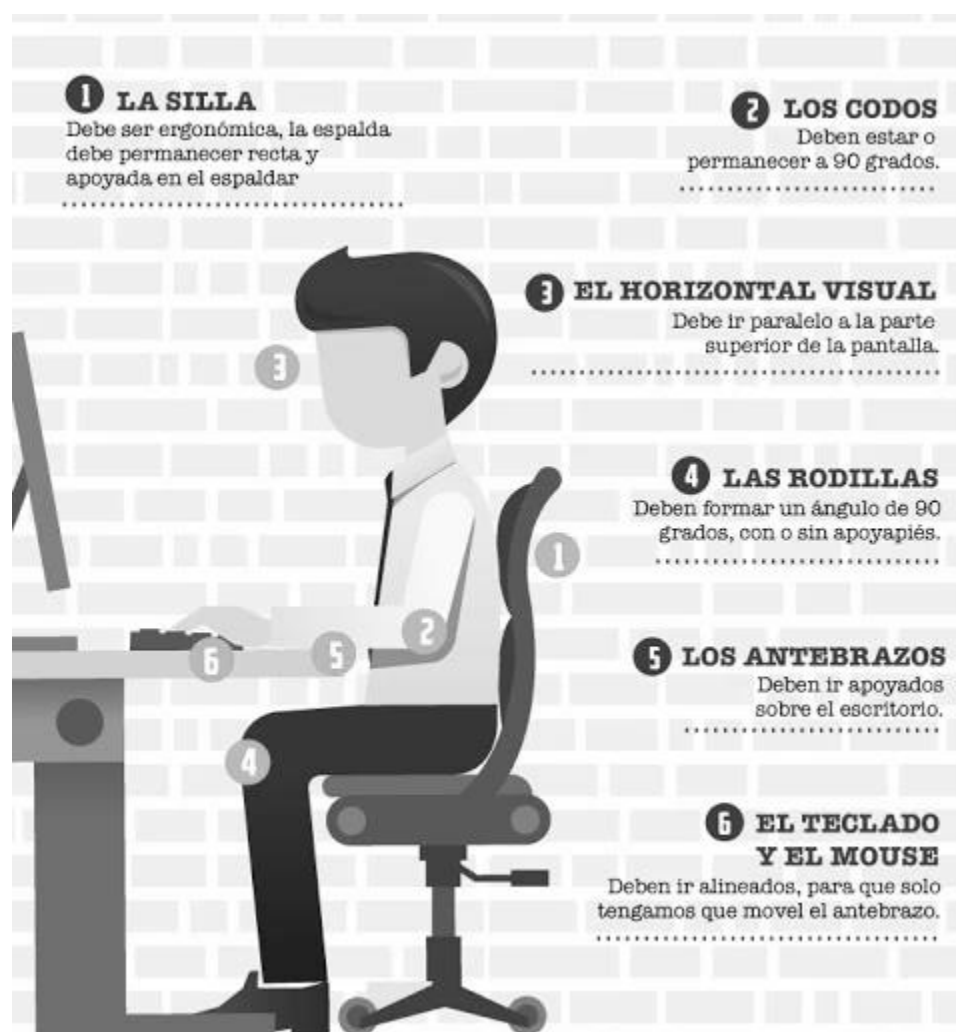 1 LA SILLA
Debe ser ergonómica, la espalda
debe permanecer recta y
apoyada en el espaldar
2 LOS CODOS
Deben estar o
permanecer a 90 grados.
3 EL HORIZONTAL VISUAL
Debe ir paralelo a la parte
superior de la pantalla.
3
4 LAS RODILLAS
Deben formar un ángulo de 90
grados, con o sin apoyapiés.
1
2
5
6
5 LOS ANTEBRAZOS
Deben ir apoyados
sobre el escritorio.
4
6 EL TECLADO
Y EL MOUSE
Deben ir alineados, para que solo
tengamos que movel el antebrazo.